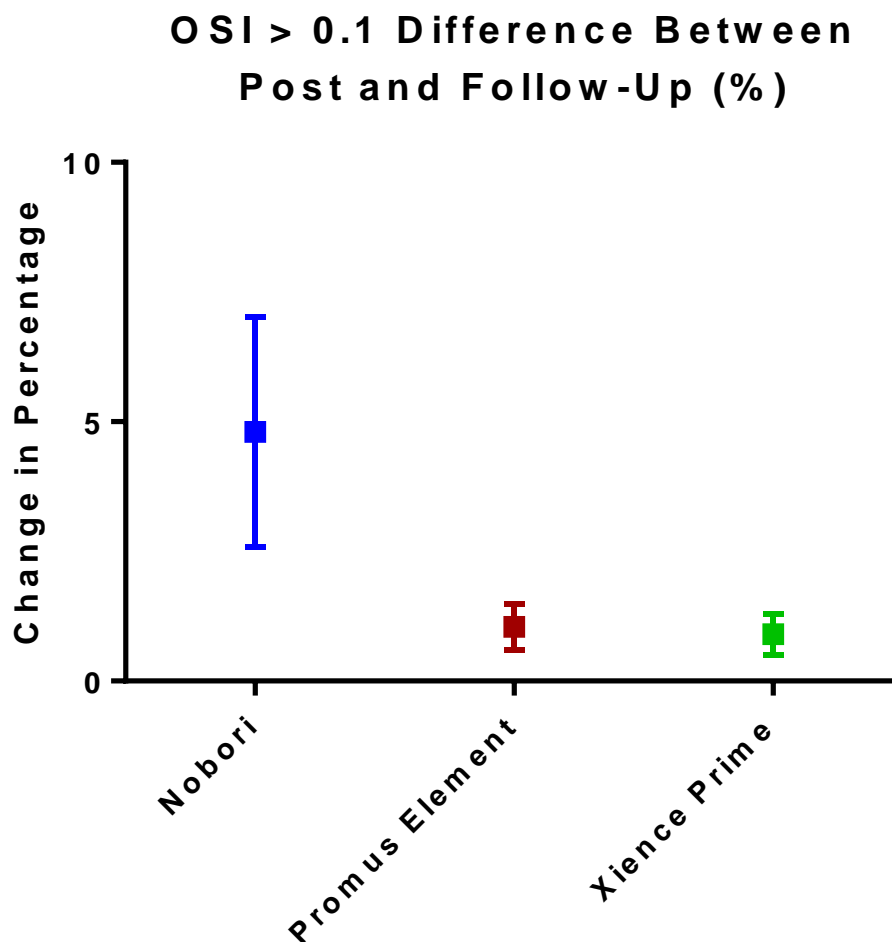 OSI > 0.1 Difference Between
Post and Follow-Up (%)
Change in Percentage
10
5
0
Nobori
Promus Element
Xience Prime